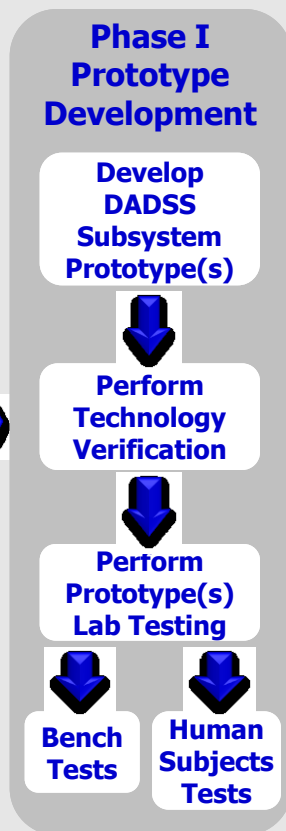 Phase I
Prototype
Development
Develop
DADSS
Subsystem
Prototype(s)
Perform
Technology
Verification
Perform
Prototype(s)
Lab Testing
Bench
Tests
Human
Subjects
Tests